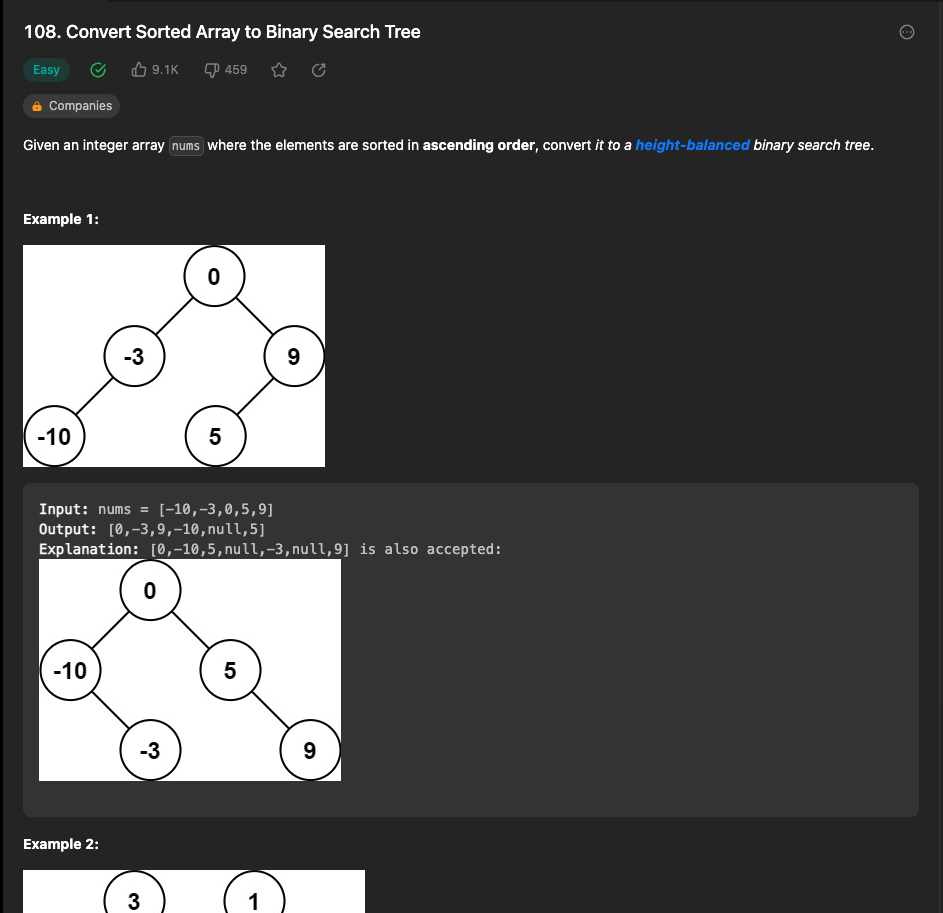 108. Convert Sorted Array to Binary Search Tree
Easy 9.1K 459
Companies
Given an integer array nums where the elements are sorted in ascending order, convert it to a height-balanced binary search tree.
Example 1:
0
-3 9
-10 5
Input: nums = [-10,-3,0,5,9]
Output: [0,-3,9,-10,null,5]
Explanation: [0,-10,5,null,-3,null,9] is also accepted:
0
-10 5
-3 9
Example 2:
3 1